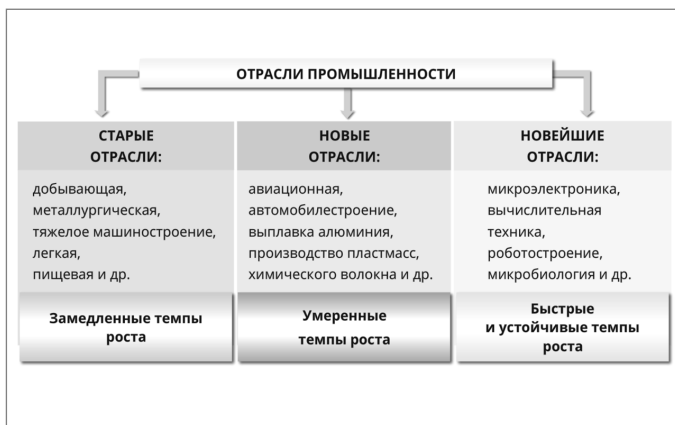 ОТРАСЛИ ПРОМЫШЛЕННОСТИ
СТАРЫЕ
ОТРАСЛИ:
добывающая,
металлургическая,
тяжелое машиностроение,
легкая,
пищевая и др.
Замедленные темпы
роста
НОВЫЕ
ОТРАСЛИ:
авиационная,
автомобилестроение,
выплавка алюминия,
производство пластмасс,
химического волокна и др.
Умеренные
темпы роста
НОВЕЙШИЕ
ОТРАСЛИ:
микроэлектроника,
вычислительная
техника,
роботостроение,
микробиология и др.
Быстрые
и устойчивые темпы
роста